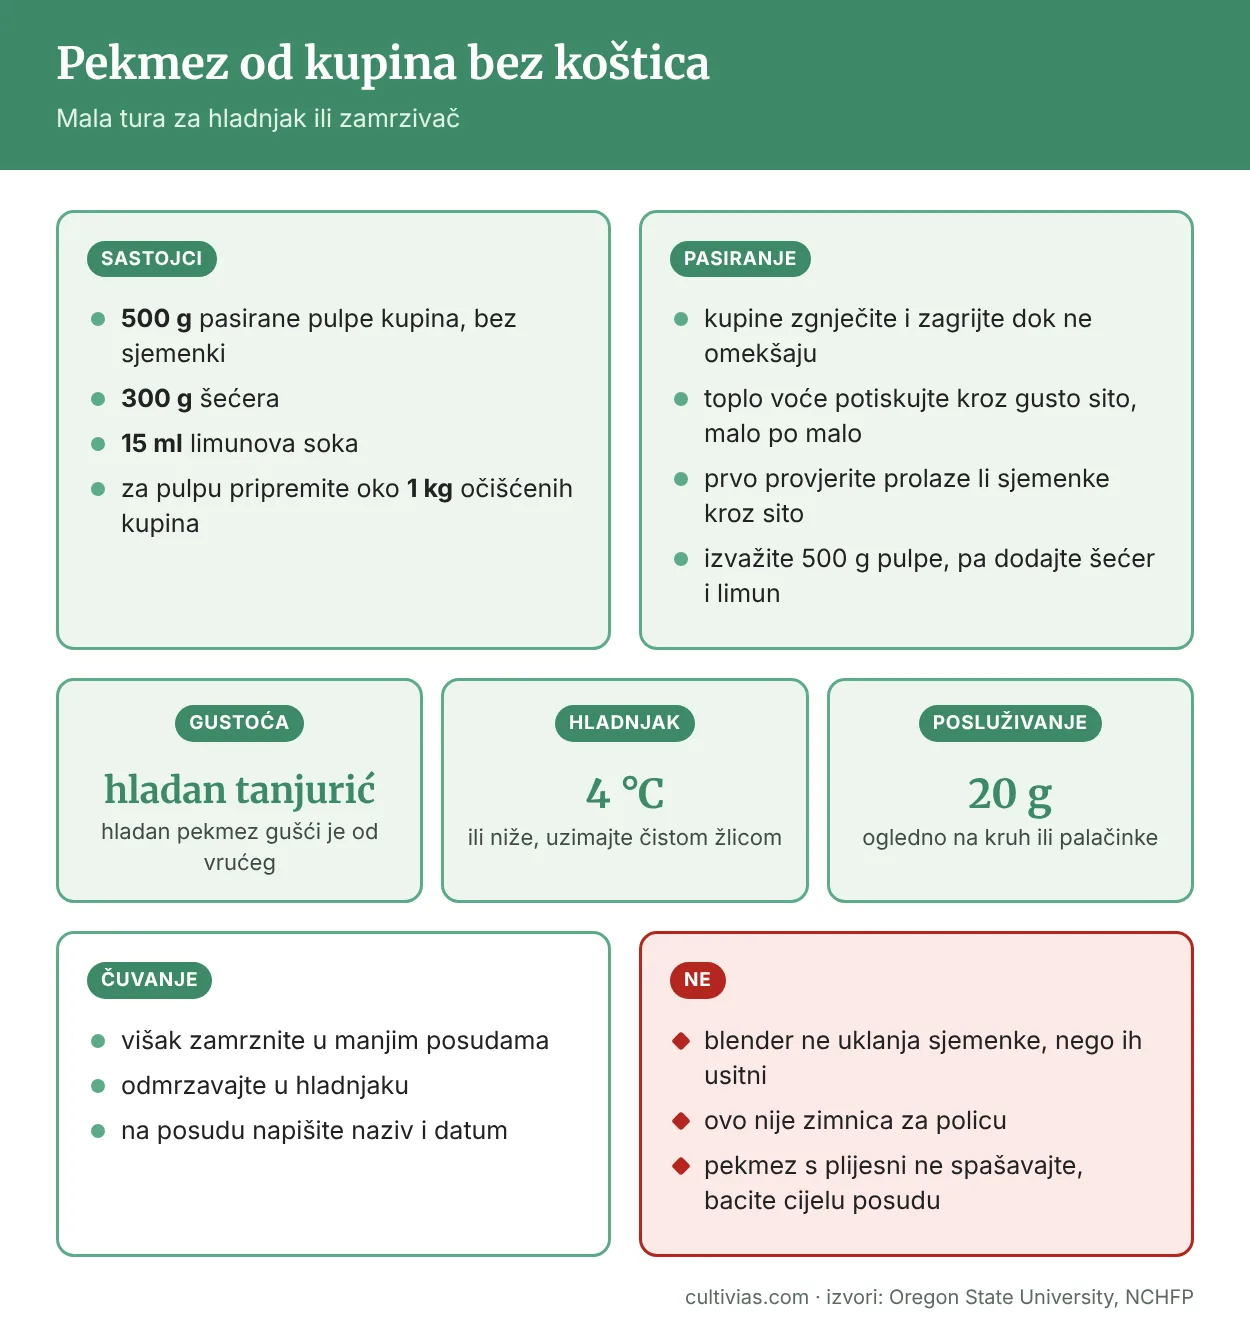 Pekmez od kupina bez koštica
Mala tura za hladnjak ili zamrzivač
SASTOJCI
500 g pasirane pulpe kupina, bez
sjemenki
300 g šećera
15 ml limunova soka
za pulpu pripremite oko 1 kg očišćenih
kupina
PASIRANJE
kupine zgnječite i zagrijte dok ne
omekšaju
toplo voće potiskujte kroz gusto sito,
malo po malo
prvo provjerite prolaze li sjemenke
kroz sito
izvažite 500 g pulpe, pa dodajte šećer
i limun
GUSTOĆA
hladan tanjurić
hladan pekmez gušći je od
vrućeg
HLADNJAK
4 °C
ili niže, uzimajte čistom žlicom
POSLUŽIVANJE
20 g
ogledno na kruh ili palačinke
ČUVANJE
višak zamrznite u manjim posudama
odmrzavajte u hladnjaku
na posudu napišite naziv i datum
NE
blender ne uklanja sjemenke, nego ih
usitni
ovo nije zimnica za policu
pekmez s plijesni ne spašavajte,
bacite cijelu posudu
cultivias.com · izvori: Oregon State University, NCHFP